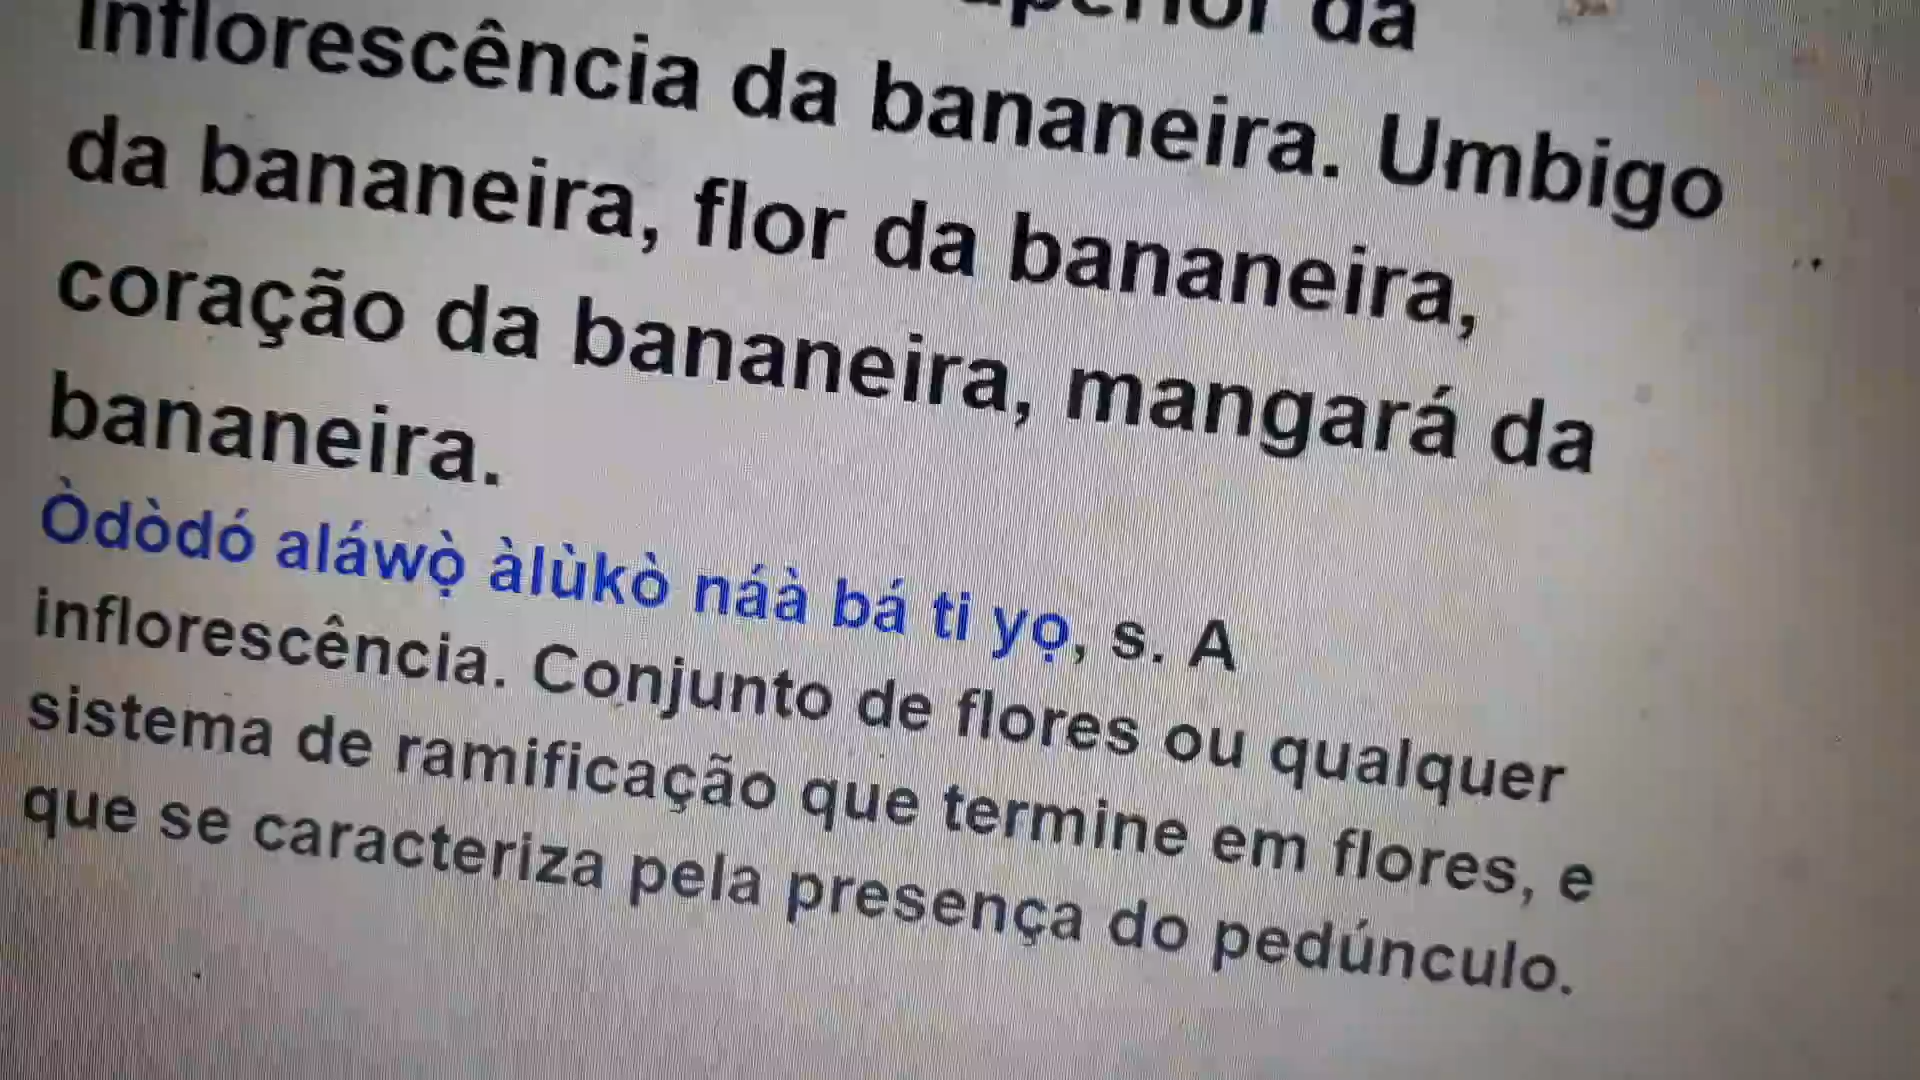 da
Inflorescência da bananeira. Umbigo
da bananeira, flor da bananeira,
coração da bananeira, mangará da
bananeira.
Òdòdó aláwọ̀ àlùkò náà bá ti yọ, s. A
inflorescência. Conjunto de flores ou qualquer
sistema de ramificação que termine em flores, e
que se caracteriza pela presença do pedúnculo.